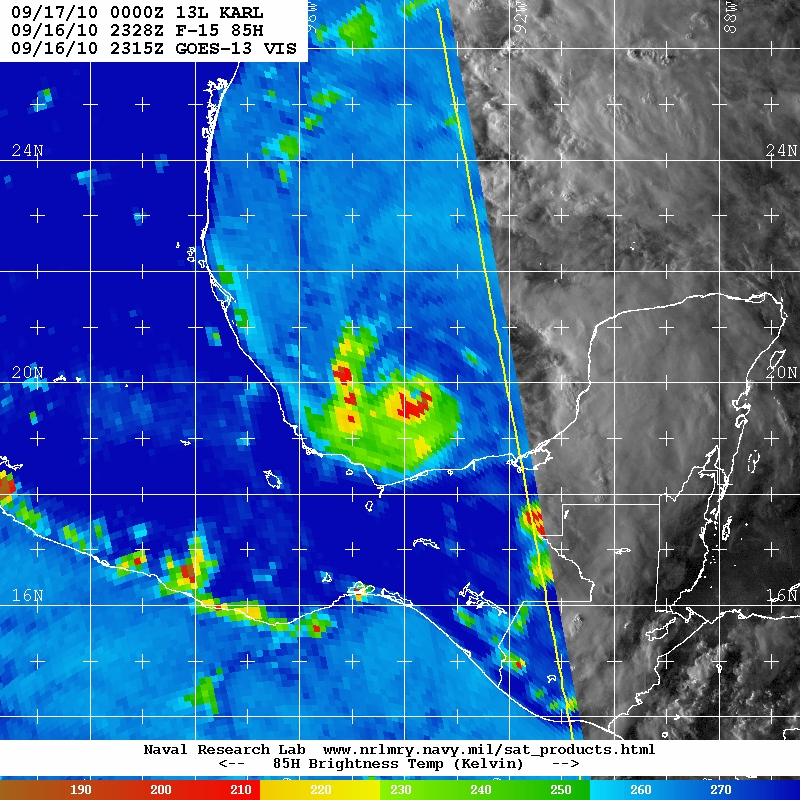 09/17/10 0000Z 13L KARL
09/16/10 2328Z F-15 85H
09/16/10 2315Z GOES-13 VIS
96W
92W
88W
24N
24N
20N
20N
16N
16N
Naval Research Lab www.nrlmry.navy.mil/sat_products.html
<-- 85H Brightness Temp (Kelvin) -->
190 200 210 220 230 240 250 260 270